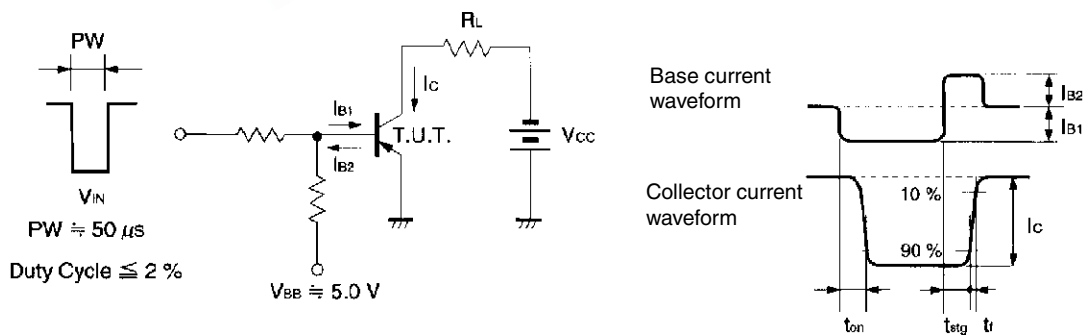 PW
VIN
PW ≒ 50 μs
Duty Cycle ≦ 2 %
RL
IC
IB1
T.U.T.
IB2
VCC
VBB ≒ 5.0 V
Base current
waveform
IB2
IB1
Collector current
waveform
10 %
90 %
IC
ton
tstg
tf